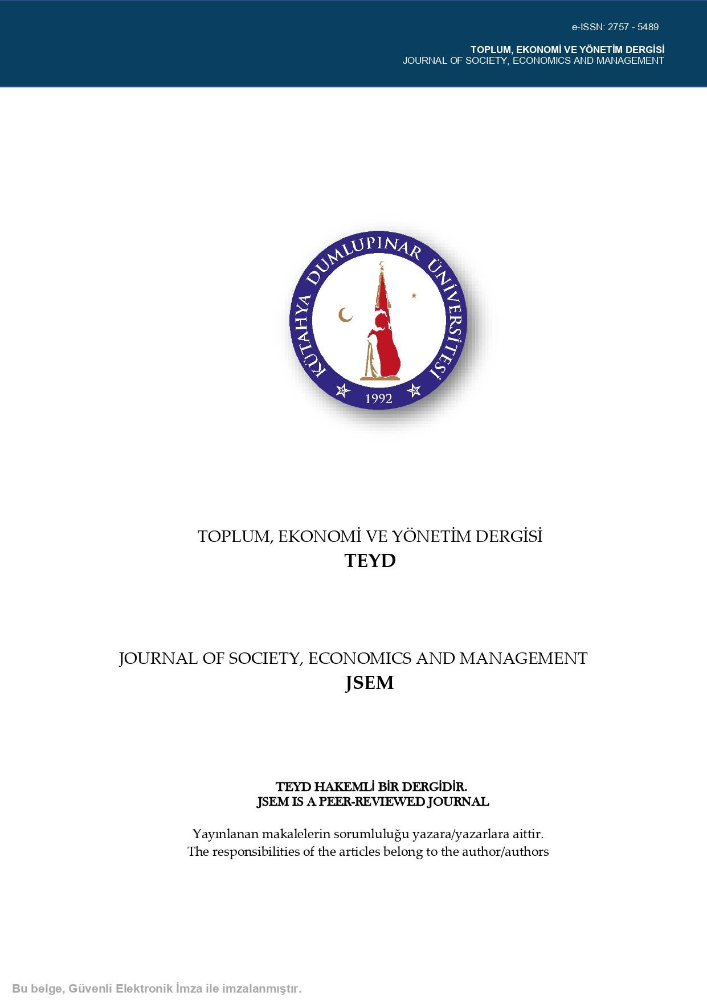 e-ISSN: 2757 - 5489
TOPLUM, EKONOMİ VE YÖNETİM DERGİSİ
JOURNAL OF SOCIETY, ECONOMICS AND MANAGEMENT
KÜTAHYA DUMLUPINAR ÜNİVERSİTESİ
1992
TOPLUM, EKONOMİ VE YÖNETİM DERGİSİ
TEYD
JOURNAL OF SOCIETY, ECONOMICS AND MANAGEMENT
JSEM
TEYD HAKEMLİ BİR DERGİDİR.
JSEM IS A PEER-REVIEWED JOURNAL
Yayınlanan makalelerin sorumluluğu yazara/yazarlara aittir.
The responsibilities of the articles belong to the author/authors
Bu belge, Güvenli Elektronik İmza ile imzalanmıştır.